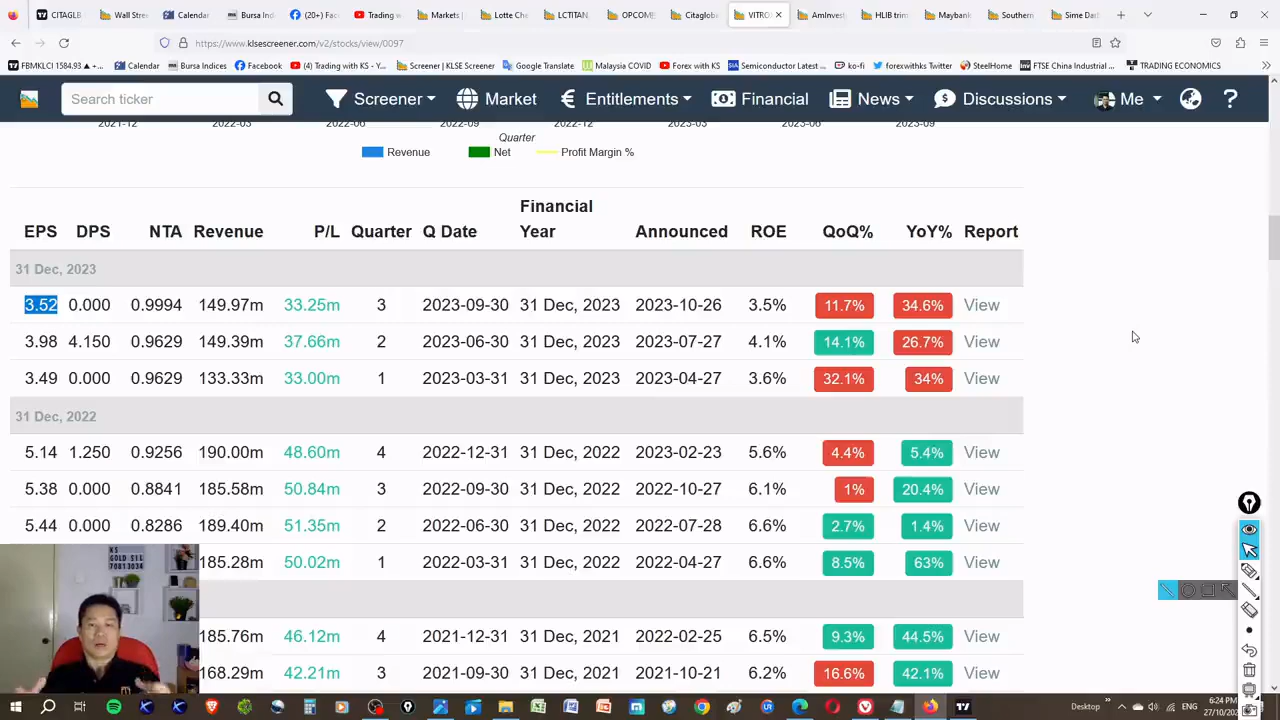 CITAGLB
Wall Stree
Calendar
Bursa Ind
(20+) Fac
Trading w
Markets |
Lotte Che
LCTITAN
OPCOME
Citaglob
VITRO
AmInvest
HLIB trim
Maybank
Southern
Sime Dar
https://www.klsescreener.com/v2/stocks/view/0097
FBMKLCI 1584.93 ▲ +...
Calendar
Bursa Indices
Facebook
(4) Trading with KS - Y...
Screener | KLSE Screener
Google Translate
Malaysia COVID
Forex with KS
Semiconductor Latest ...
ko-fi
forexwithks Twitter
SteelHome
FTSE China Industrial ...
TRADING ECONOMICS
Search ticker
Screener
Market
Entitlements
Financial
News
Discussions
Me
2021-12 2022-03 2022-06 2022-09 2022-12 2023-03 2023-06 2023-09
Quarter
Revenue Net Profit Margin %
Financial
EPS DPS NTA Revenue P/L Quarter Q Date Year Announced ROE QoQ% YoY% Report
31 Dec, 2023
3.52 0.000 0.9994 149.97m 33.25m 3 2023-09-30 31 Dec, 2023 2023-10-26 3.5% 11.7% 34.6% View
3.98 4.150 0.9629 149.39m 37.66m 2 2023-06-30 31 Dec, 2023 2023-07-27 4.1% 14.1% 26.7% View
3.49 0.000 0.9629 133.33m 33.00m 1 2023-03-31 31 Dec, 2023 2023-04-27 3.6% 32.1% 34% View
31 Dec, 2022
5.14 1.250 0.9256 190.00m 48.60m 4 2022-12-31 31 Dec, 2022 2023-02-23 5.6% 4.4% 5.4% View
5.38 0.000 0.8841 185.58m 50.84m 3 2022-09-30 31 Dec, 2022 2022-10-27 6.1% 1% 20.4% View
5.44 0.000 0.8286 189.40m 51.35m 2 2022-06-30 31 Dec, 2022 2022-07-28 6.6% 2.7% 1.4% View
185.28m 50.02m 1 2022-03-31 31 Dec, 2022 2022-04-27 6.6% 8.5% 63% View
185.76m 46.12m 4 2021-12-31 31 Dec, 2021 2022-02-25 6.5% 9.3% 44.5% View
168.29m 42.21m 3 2021-09-30 31 Dec, 2021 2021-10-21 6.2% 16.6% 42.1% View
KS
Desktop
ENG
6:24 PM
27/10/20